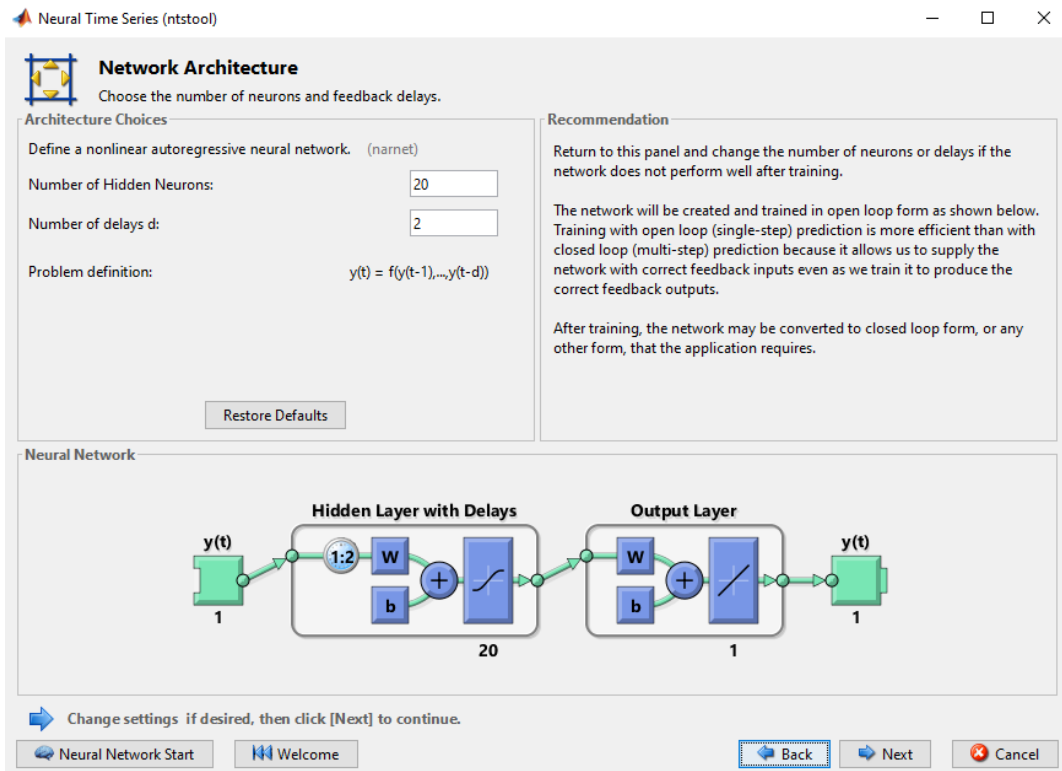 Neural Time Series (ntstool)
Network Architecture
Choose the number of neurons and feedback delays.
Architecture Choices
Define a nonlinear autoregressive neural network. (narnet)
Number of Hidden Neurons: 20
Number of delays d: 2
Problem definition: y(t) = f(y(t-1),...,y(t-d))
Restore Defaults
Recommendation
Return to this panel and change the number of neurons or delays if the
network does not perform well after training.
The network will be created and trained in open loop form as shown below.
Training with open loop (single-step) prediction is more efficient than with
closed loop (multi-step) prediction because it allows us to supply the
network with correct feedback inputs even as we train it to produce the
correct feedback outputs.
After training, the network may be converted to closed loop form, or any
other form, that the application requires.
Neural Network
Hidden Layer with Delays
Output Layer
y(t)
1
1:2
W
b
+
20
W
b
+
1
y(t)
1
Change settings if desired, then click [Next] to continue.
Neural Network Start
Welcome
Back
Next
Cancel